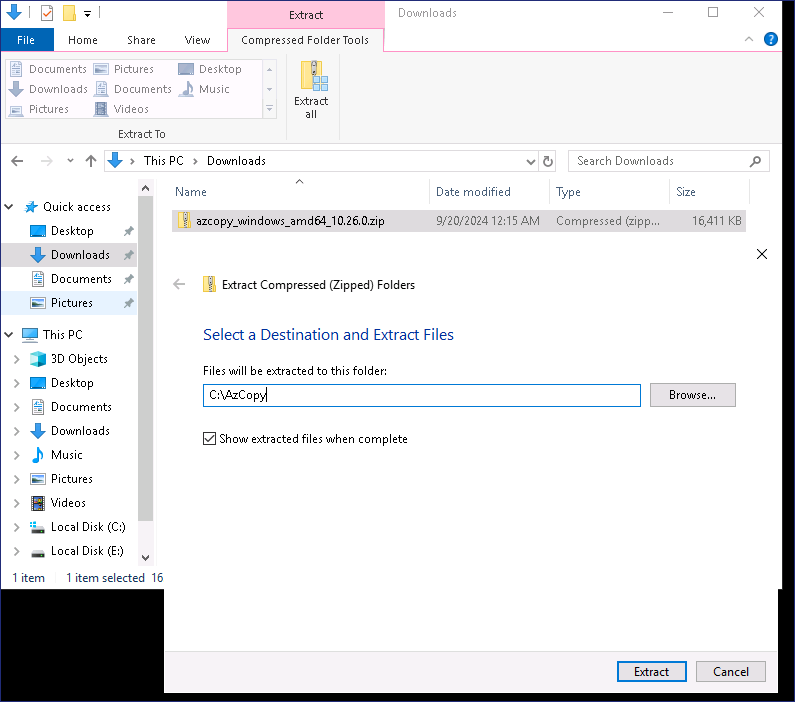 Extract
Downloads
File
Home
Share
View
Compressed Folder Tools
Documents
Pictures
Desktop
Downloads
Documents
Music
Pictures
Videos
Extract
all
Extract To
This PC
Downloads
Search Downloads
Name
Date modified
Type
Size
azcopy_windows_amd64_10.26.0.zip
9/20/2024 12:15 AM
Compressed (zipp...
16,411 KB
Quick access
Desktop
Downloads
Documents
Pictures
This PC
3D Objects
Desktop
Documents
Downloads
Music
Pictures
Videos
Local Disk (C:)
Local Disk (E:)
1 item
1 item selected 16
Extract Compressed (Zipped) Folders
Select a Destination and Extract Files
Files will be extracted to this folder:
C:\AzCopy
Browse...
Show extracted files when complete
Extract
Cancel